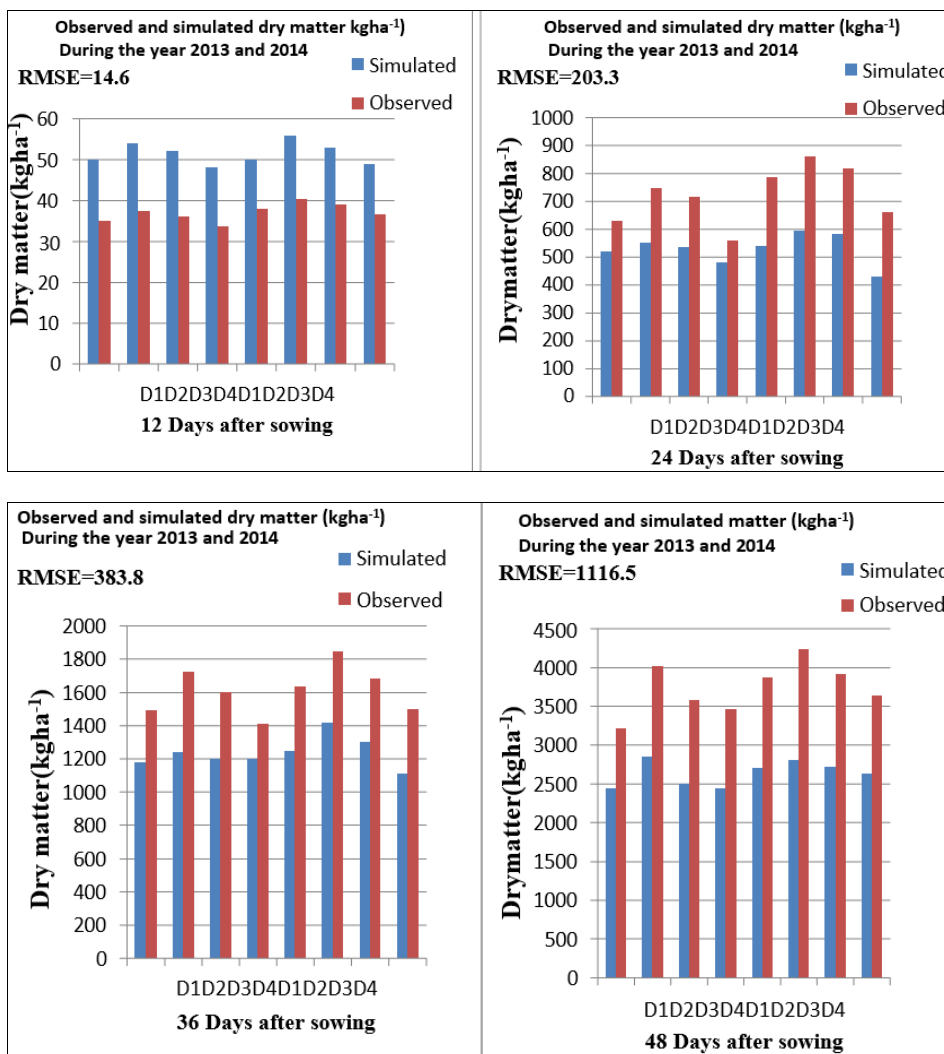 Observed and simulated dry matter kgha-1)
During the year 2013 and 2014
RMSE=14.6
Simulated
Observed
60
50
40
30
20
10
0
Dry matter(kgha-1)
D1D2D3D4D1D2D3D4
12 Days after sowing
Observed and simulated dry matter (kgha-1)
During the year 2013 and 2014
RMSE=203.3
Simulated
Observed
1000
900
800
700
600
500
400
300
200
100
0
Drymatter(kgha-1)
D1D2D3D4D1D2D3D4
24 Days after sowing
Observed and simulated dry matter (kgha-1)
During the year 2013 and 2014
RMSE=383.8
Simulated
Observed
2000
1800
1600
1400
1200
1000
800
600
400
200
0
Dry matter(kgha-1)
D1D2D3D4D1D2D3D4
36 Days after sowing
Observed and simulated matter (kgha-1)
During the year 2013 and 2014
RMSE=1116.5
Simulated
Observed
4500
4000
3500
3000
2500
2000
1500
1000
500
0
Drymatter(kgha-1)
D1D2D3D4D1D2D3D4
48 Days after sowing